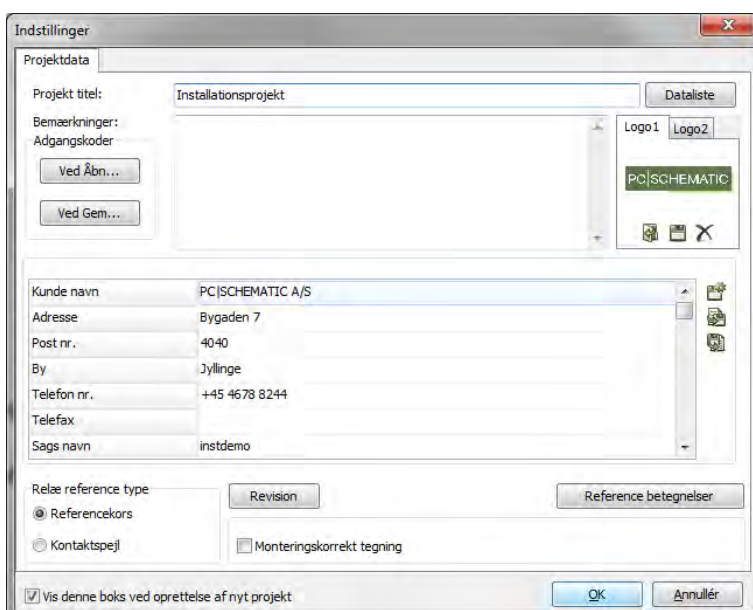 Indstillinger
Projektdata
Projekt titel: Installationsprojekt Dataliste
Bemærkninger:
Adgangskoder
Ved Åbn...
Ved Gem...
Logo1 Logo2
PC|SCHEMATIC
Kunde navn PC|SCHEMATIC A/S
Adresse Bygaden 7
Post nr. 4040
By Jyllinge
Telefon nr. +45 4678 8244
Telefax
Sags navn instdemo
Relæ reference type
Referencekors
Kontaktspejl
Revision
Reference betegnelser
Monteringskorrekt tegning
Vis denne boks ved oprettelse af nyt projekt
OK Annullér